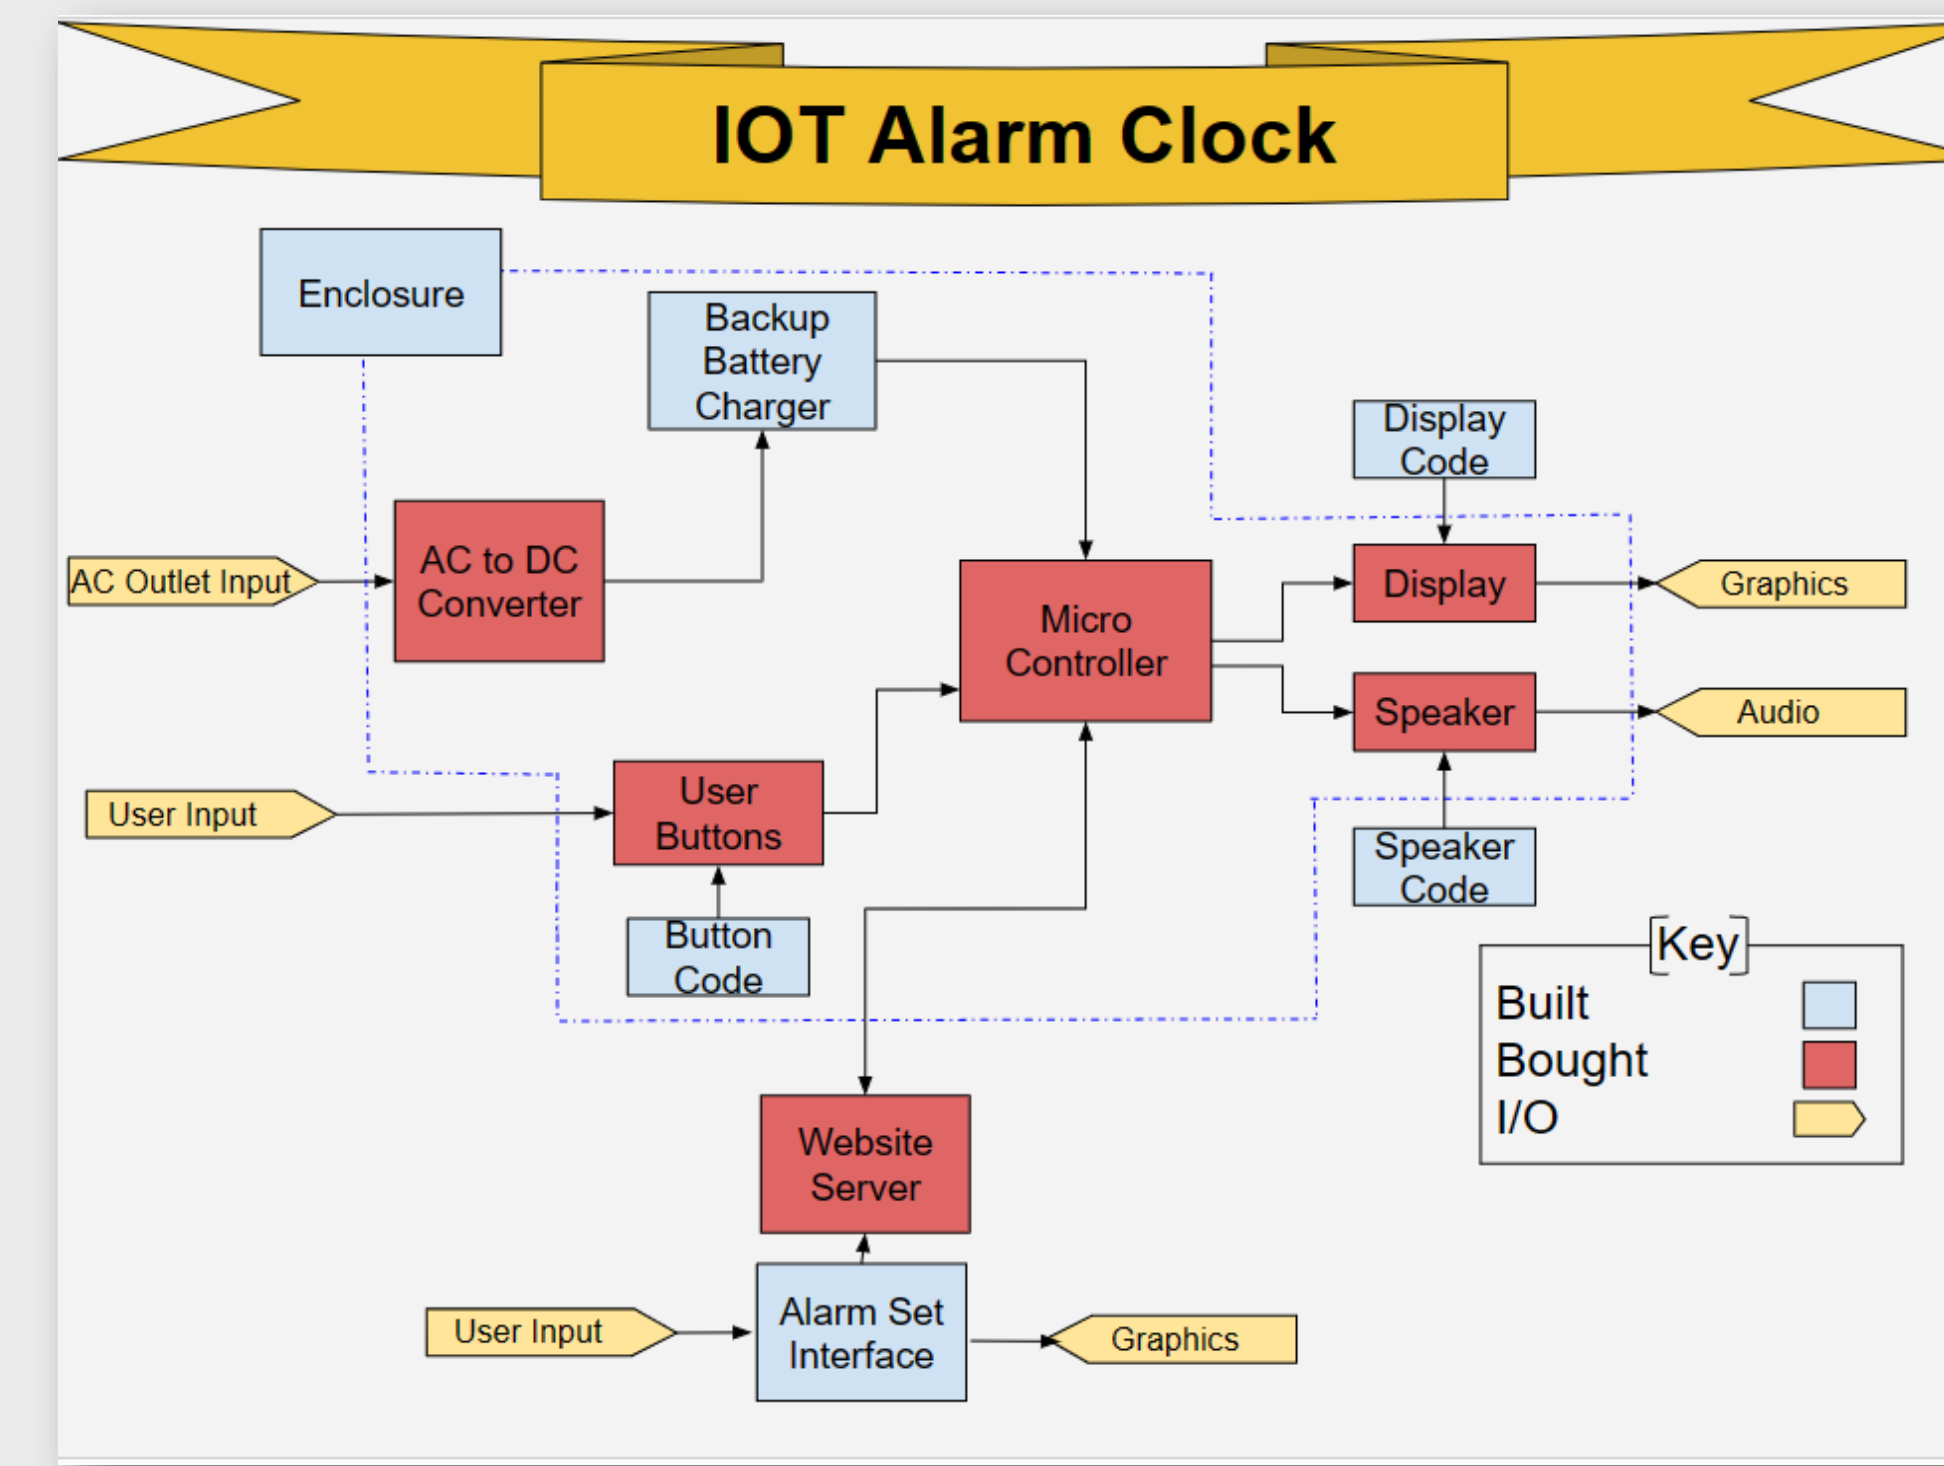 IOT Alarm Clock
Enclosure
Backup
Battery
Charger
Display
Code
AC Outlet Input
AC to DC
Converter
Micro
Controller
Display
Graphics
Speaker
Audio
User Input
User
Buttons
Speaker
Code
Button
Code
Key
Built
Bought
I/O
Website
Server
User Input
Alarm Set
Interface
Graphics